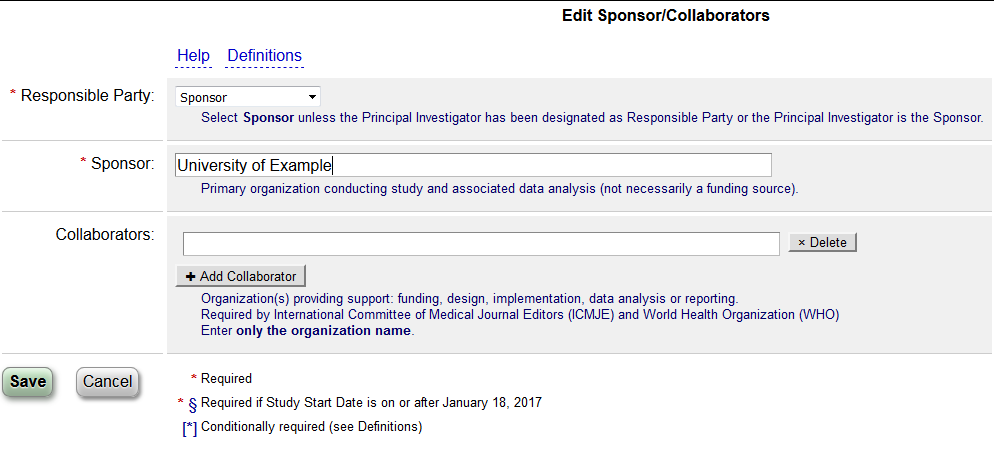 Edit Sponsor/Collaborators
Help Definitions
* Responsible Party: Sponsor
Select Sponsor unless the Principal Investigator has been designated as Responsible Party or the Principal Investigator is the Sponsor.
* Sponsor: University of Example
Primary organization conducting study and associated data analysis (not necessarily a funding source).
Collaborators:
× Delete
+ Add Collaborator
Organization(s) providing support: funding, design, implementation, data analysis or reporting.
Required by International Committee of Medical Journal Editors (ICMJE) and World Health Organization (WHO)
Enter only the organization name.
Save Cancel * Required
* § Required if Study Start Date is on or after January 18, 2017
[*] Conditionally required (see Definitions)